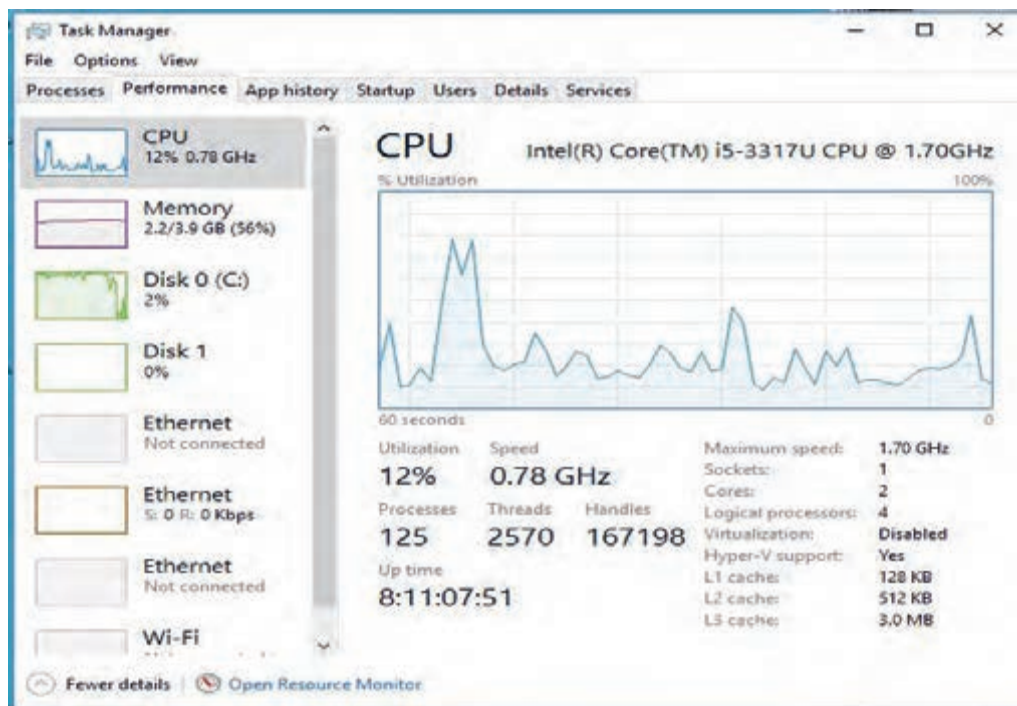 Task Manager
File Options View
Processes Performance App history Startup Users Details Services
CPU
12% 0.78 GHz
Memory
2.2/3.9 GB (56%)
Disk 0 (C:)
2%
Disk 1
0%
Ethernet
Not connected
Ethernet
S: 0 R: 0 Kbps
Ethernet
Not connected
Wi-Fi
CPU Intel(R) Core(TM) i5-3317U CPU @ 1.70GHz
% Utilization 100%
60 seconds 0
Utilization Speed
12% 0.78 GHz
Processes Threads Handles
125 2570 167198
Up time
8:11:07:51
Maximum speed: 1.70 GHz
Sockets: 1
Cores: 2
Logical processors: 4
Virtualization: Disabled
Hyper-V support: Yes
L1 cache: 128 KB
L2 cache: 512 KB
L3 cache: 3.0 MB
Fewer details Open Resource Monitor